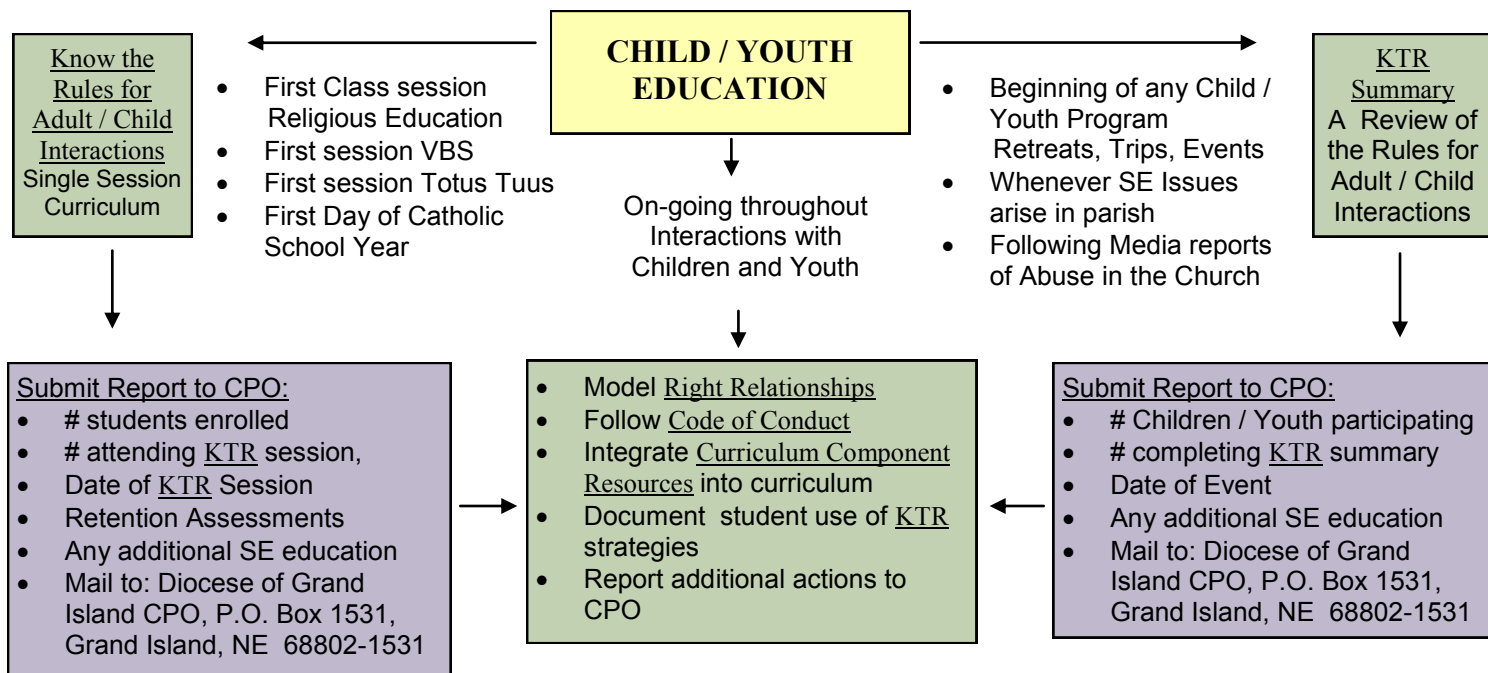 CHILD / YOUTH
EDUCATION
Know the
Rules for
Adult / Child
Interactions
Single Session
Curriculum
• First Class session
Religious Education
• First session VBS
• First session Totus Tuus
• First Day of Catholic
School Year
On-going throughout
Interactions with
Children and Youth
• Beginning of any Child /
Youth Program
Retreats, Trips, Events
• Whenever SE Issues
arise in parish
• Following Media reports
of Abuse in the Church
KTR
Summary
A Review of
the Rules for
Adult / Child
Interactions
Submit Report to CPO:
• # students enrolled
• # attending KTR session,
• Date of KTR Session
• Retention Assessments
• Any additional SE education
• Mail to: Diocese of Grand
Island CPO, P.O. Box 1531,
Grand Island, NE 68802-1531
• Model Right Relationships
• Follow Code of Conduct
• Integrate Curriculum Component
Resources into curriculum
• Document student use of KTR
strategies
• Report additional actions to
CPO
Submit Report to CPO:
• # Children / Youth participating
• # completing KTR summary
• Date of Event
• Any additional SE education
• Mail to: Diocese of Grand
Island CPO, P.O. Box 1531,
Grand Island, NE 68802-1531